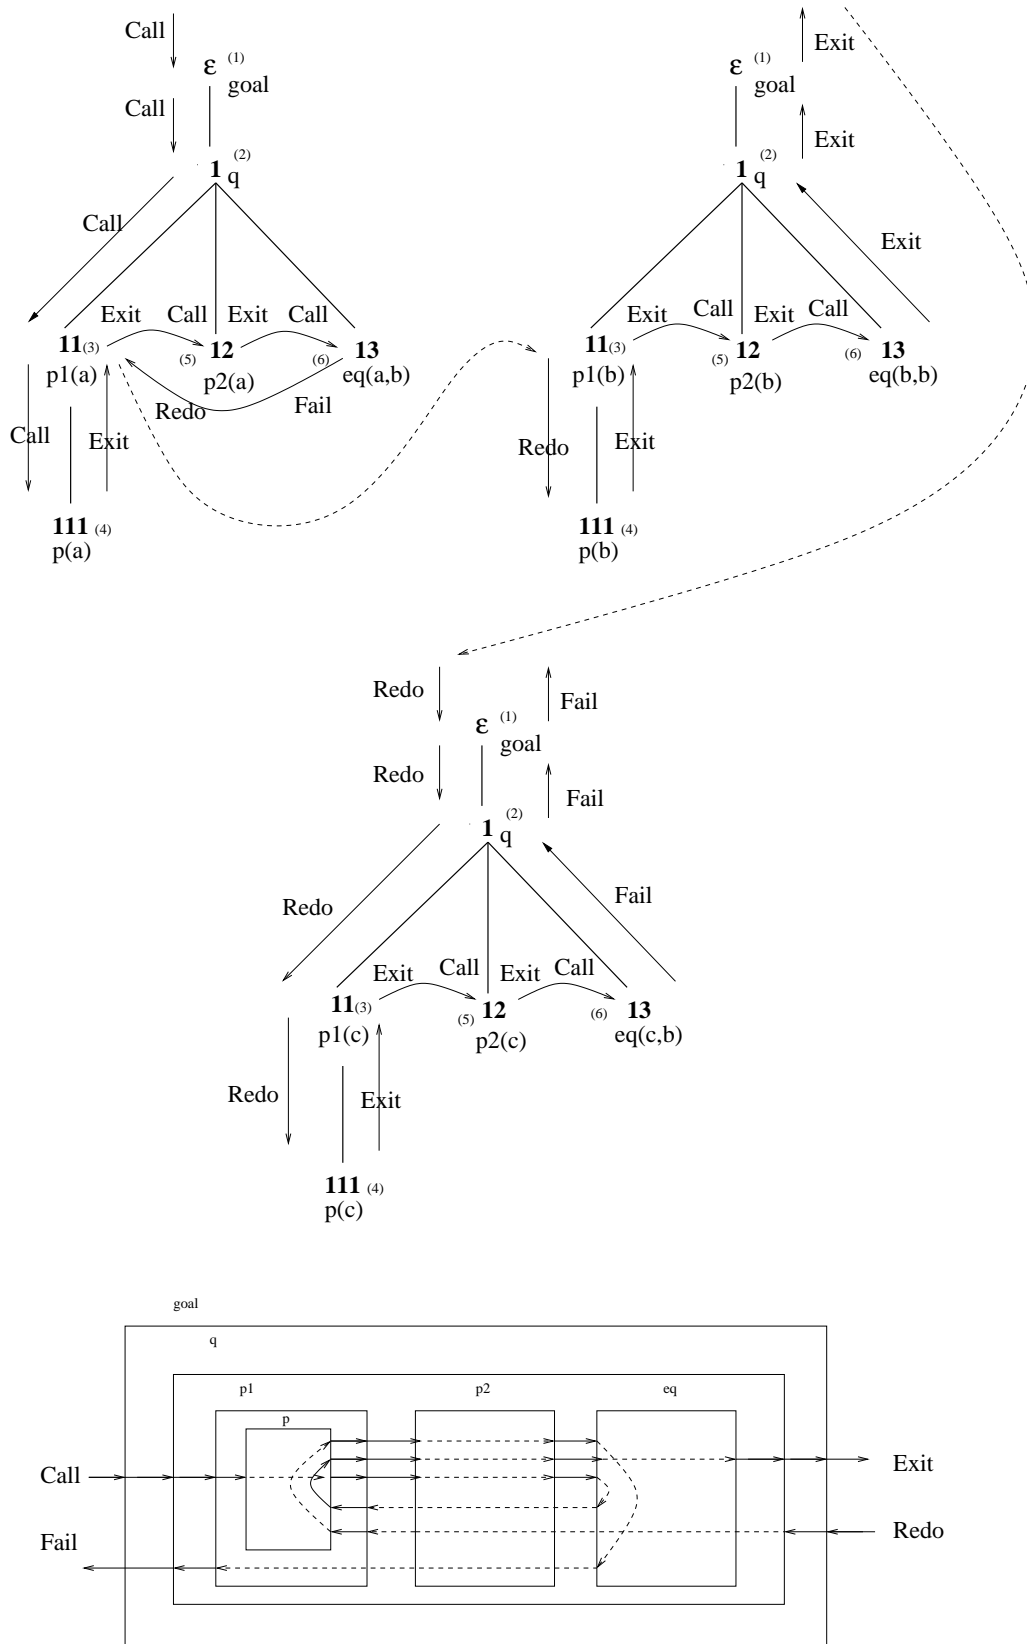 Call
ε (1)
goal
Call
1 (2)
q
Call
Exit Call Exit Call
11 (3)
(5) 12
(6) 13
p1(a)
p2(a)
eq(a,b)
Redo Fail
Call Exit
111 (4)
p(a)
Exit
ε (1)
goal
Exit
1 (2)
q
Exit
Exit Call Exit Call
11 (3)
(5) 12
(6) 13
p1(b)
p2(b)
eq(b,b)
Redo Exit
111 (4)
p(b)
Redo Fail
ε (1)
goal
Redo Fail
1 (2)
q
Redo Fail
Exit Call Exit Call
11 (3)
(5) 12
(6) 13
p1(c)
p2(c)
eq(c,b)
Redo Exit
111 (4)
p(c)
goal
q
p1 p2 eq
p
Call Exit
Fail Redo